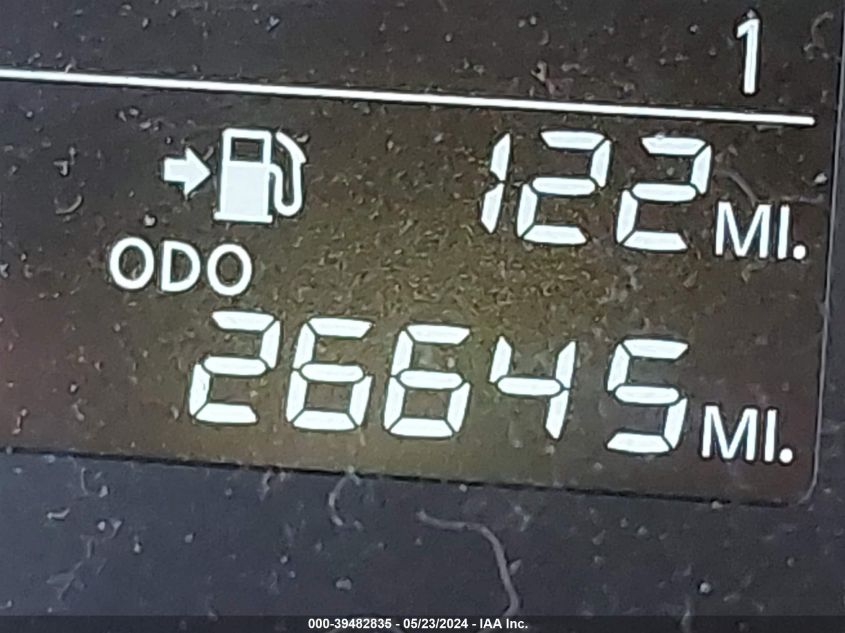 1
122 MI.
ODO
26645 MI.
000-39482835 - 05/23/2024 - IAA Inc.